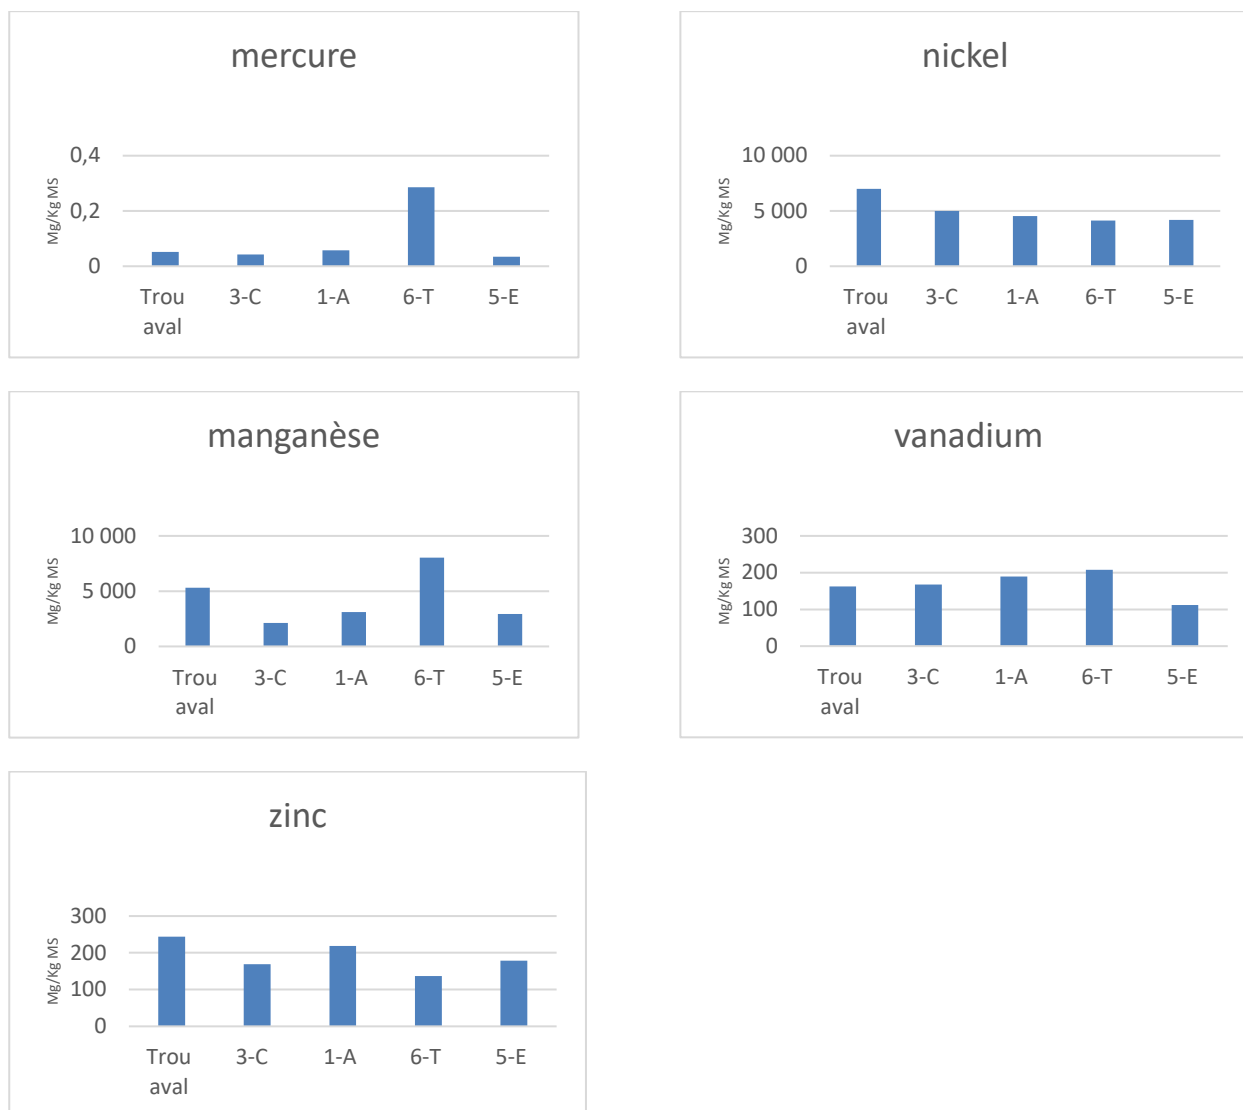 mercure
Mg/Kg MS
0,4
0,2
0
Trou aval
3-C
1-A
6-T
5-E
nickel
Mg/Kg MS
10 000
5 000
0
Trou aval
3-C
1-A
6-T
5-E
manganèse
Mg/Kg MS
10 000
5 000
0
Trou aval
3-C
1-A
6-T
5-E
vanadium
Mg/Kg MS
300
200
100
0
Trou aval
3-C
1-A
6-T
5-E
zinc
Mg/Kg MS
300
200
100
0
Trou aval
3-C
1-A
6-T
5-E